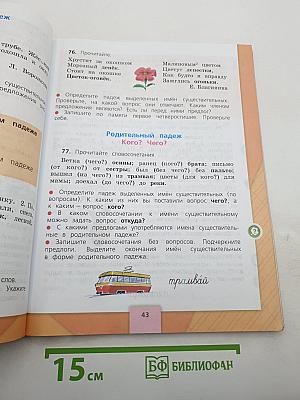 76. Прочитайте.
Хрустит за окошком
Морозный денёк.
Стоит на окошке
Цветок-огонёк.
Малиновым цветом
Цветут лепестки,
Как будто и вправду
Зажглись огоньки.
Е. Благинина
● Определите падеж выделенных имён существительных.
Проверьте, на какой вопрос они отвечают. Каким членом
предложения являются? Есть ли перед ними предлог?
● Запишите по памяти первое четверостишие. Проверьте
себя.
Родительный падеж
Кого? Чего?
77. Прочитайте словосочетания.
Ветка (чего?) осины; ранец (кого?) брата; письмо
(от кого?) от сестры; был (без чего?) без пальто;
вышел (из чего?) из трамвая; цветы (для кого?) для
мамы; доехал (до чего?) до реки.
● Определите падеж выделенных имён существительных (по
вопросам). К каким из них вы поставили вопрос чего?, а
к каким — вопрос кого?
● В каком словосочетании к имени существительному
можно задать вопрос откуда?
● С какими предлогами употребляются имена существитель-
ные в родительном падеже?
● Запишите словосочетания без вопросов. Подчеркните
предлоги. Выделите окончания имён существительных
в форме родительного падежа.
трамвай
43
15 см
БФ БИБЛИОФАН